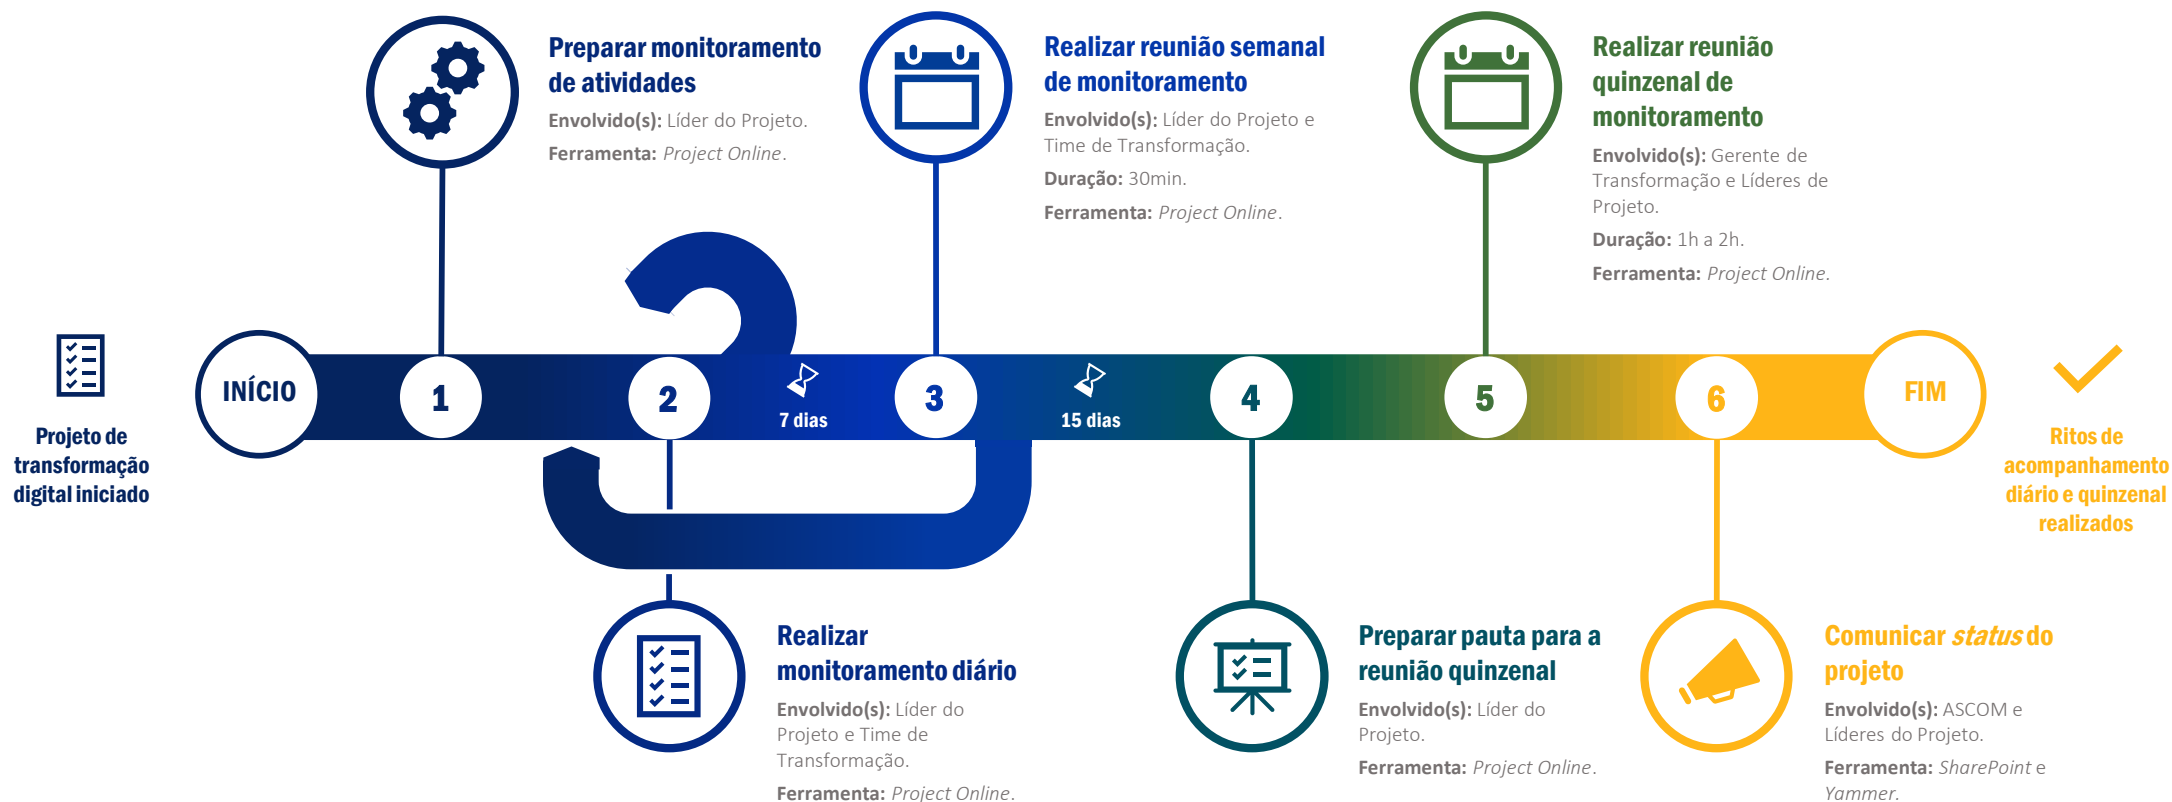 Preparar monitoramento
de atividades
Envolvido(s): Líder do Projeto.
Ferramenta: Project Online.
Realizar reunião semanal
de monitoramento
Envolvido(s): Líder do Projeto e
Time de Transformação.
Duração: 30min.
Ferramenta: Project Online.
Realizar reunião
quinzenal de
monitoramento
Envolvido(s): Gerente de
Transformação e Líderes de
Projeto.
Duração: 1h a 2h.
Ferramenta: Project Online.
Projeto de
transformação
digital iniciado
INÍCIO
1
2
7 dias
3
15 dias
4
5
6
FIM
Ritos de
acompanhamento
diário e quinzenal
realizados
Realizar
monitoramento diário
Envolvido(s): Líder do
Projeto e Time de
Transformação.
Ferramenta: Project Online.
Preparar pauta para a
reunião quinzenal
Envolvido(s): Líder do
Projeto.
Ferramenta: Project Online.
Comunicar status do
projeto
Envolvido(s): ASCOM e
Líderes do Projeto.
Ferramenta: SharePoint e
Yammer.